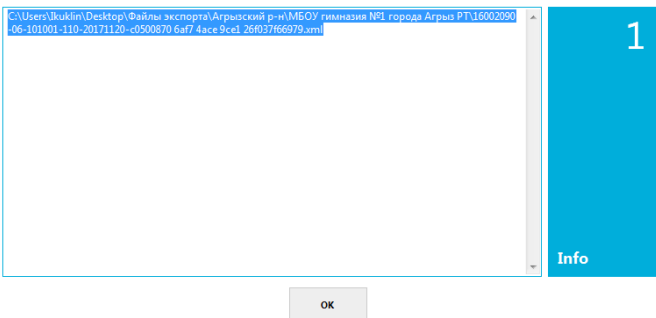 C:\Users\Ikuklin\Desktop\Файлы экспорта\Агрызский р-н\МБОУ гимназия №1 города Агрыз РТ\16002090
-06-101001-110-20171120-c0500870 6af7 4ace 9ce1 26f037f66979.xml
1
Info
ОК